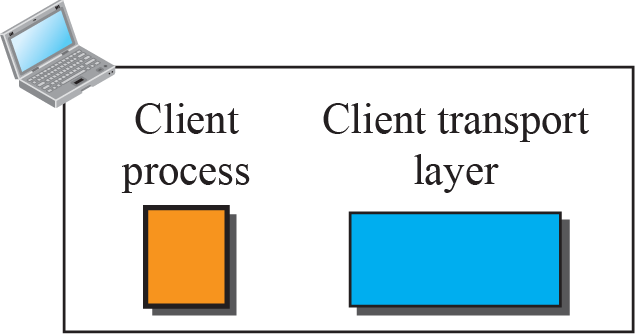 Client
process
Client transport
layer